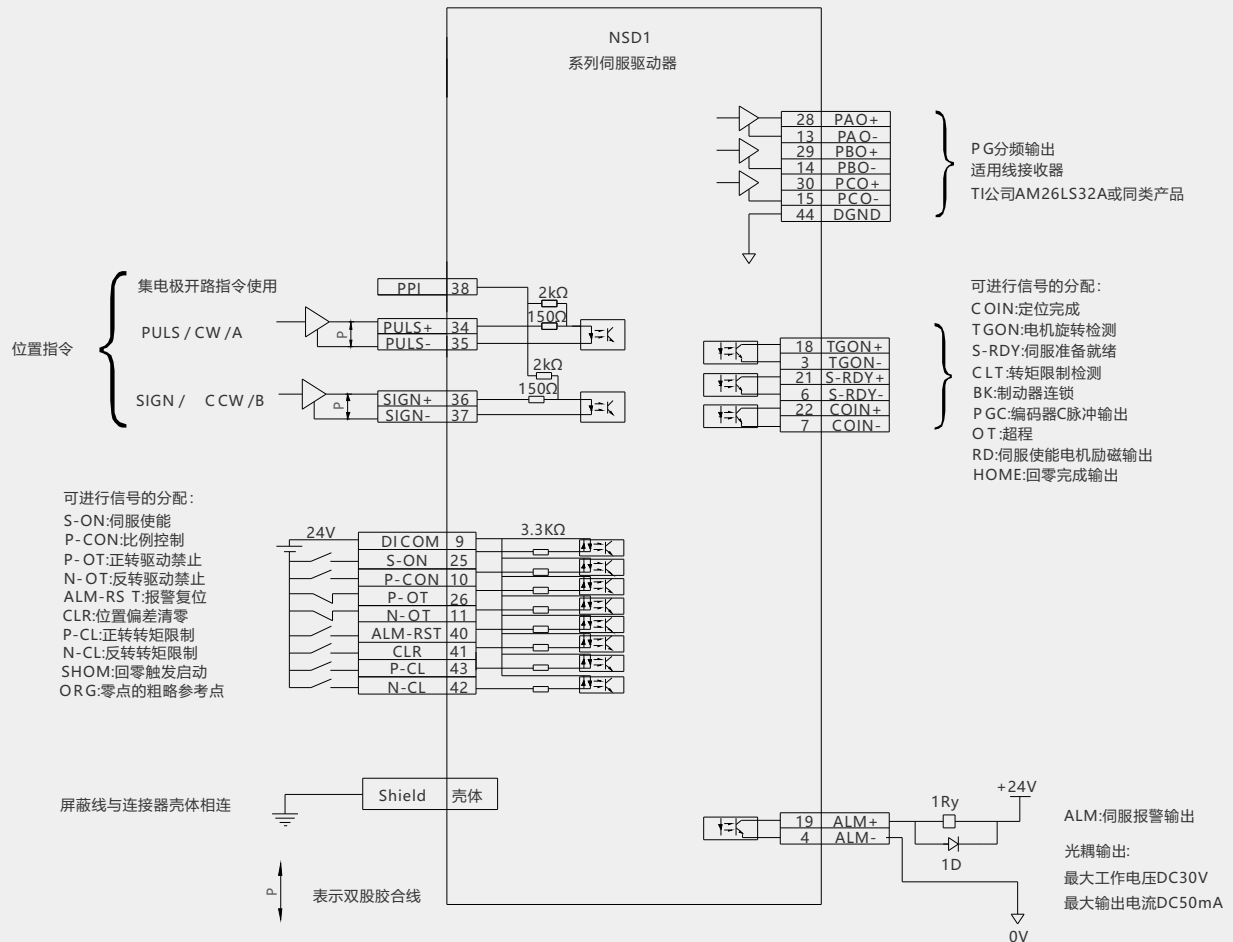 NSD1
系列伺服驱动器
28 PAO+
13 PAO-
29 PBO+
14 PBO-
30 PCO+
15 PCO-
44 DGND
PG分频输出
适用线接收器
TI公司AM26LS32A或同类产品
位置指令
集电极开路指令使用
PULS / CW /A
SIGN / CCW /B
P
P
PPI 38
PULS+ 34
PULS- 35
SIGN+ 36
SIGN- 37
2kΩ
150Ω
2kΩ
150Ω
18 TGON+
3 TGON-
21 S-RDY+
6 S-RDY-
22 COIN+
7 COIN-
可进行信号的分配：
COIN:定位完成
TGON:电机旋转检测
S-RDY:伺服准备就绪
CLT:转矩限制检测
BK:制动器连锁
PGC:编码器C脉冲输出
OT:超程
RD:伺服使能电机励磁输出
HOME:回零完成输出
可进行信号的分配：
S-ON:伺服使能
P-CON:比例控制
P-OT:正转驱动禁止
N-OT:反转驱动禁止
ALM-RS T:报警复位
CLR:位置偏差清零
P-CL:正转转矩限制
N-CL:反转转矩限制
SHOM:回零触发启动
ORG:零点的粗略参考点
24V
DICOM 9
S-ON 25
P-CON 10
P-OT 26
N-OT 11
ALM-RST 40
CLR 41
P-CL 43
N-CL 42
3.3KΩ
屏蔽线与连接器壳体相连
Shield 壳体
P
表示双股胶合线
19 ALM+
4 ALM-
1Ry
1D
+24V
0V
ALM:伺服报警输出
光耦输出:
最大工作电压DC30V
最大输出电流DC50mA